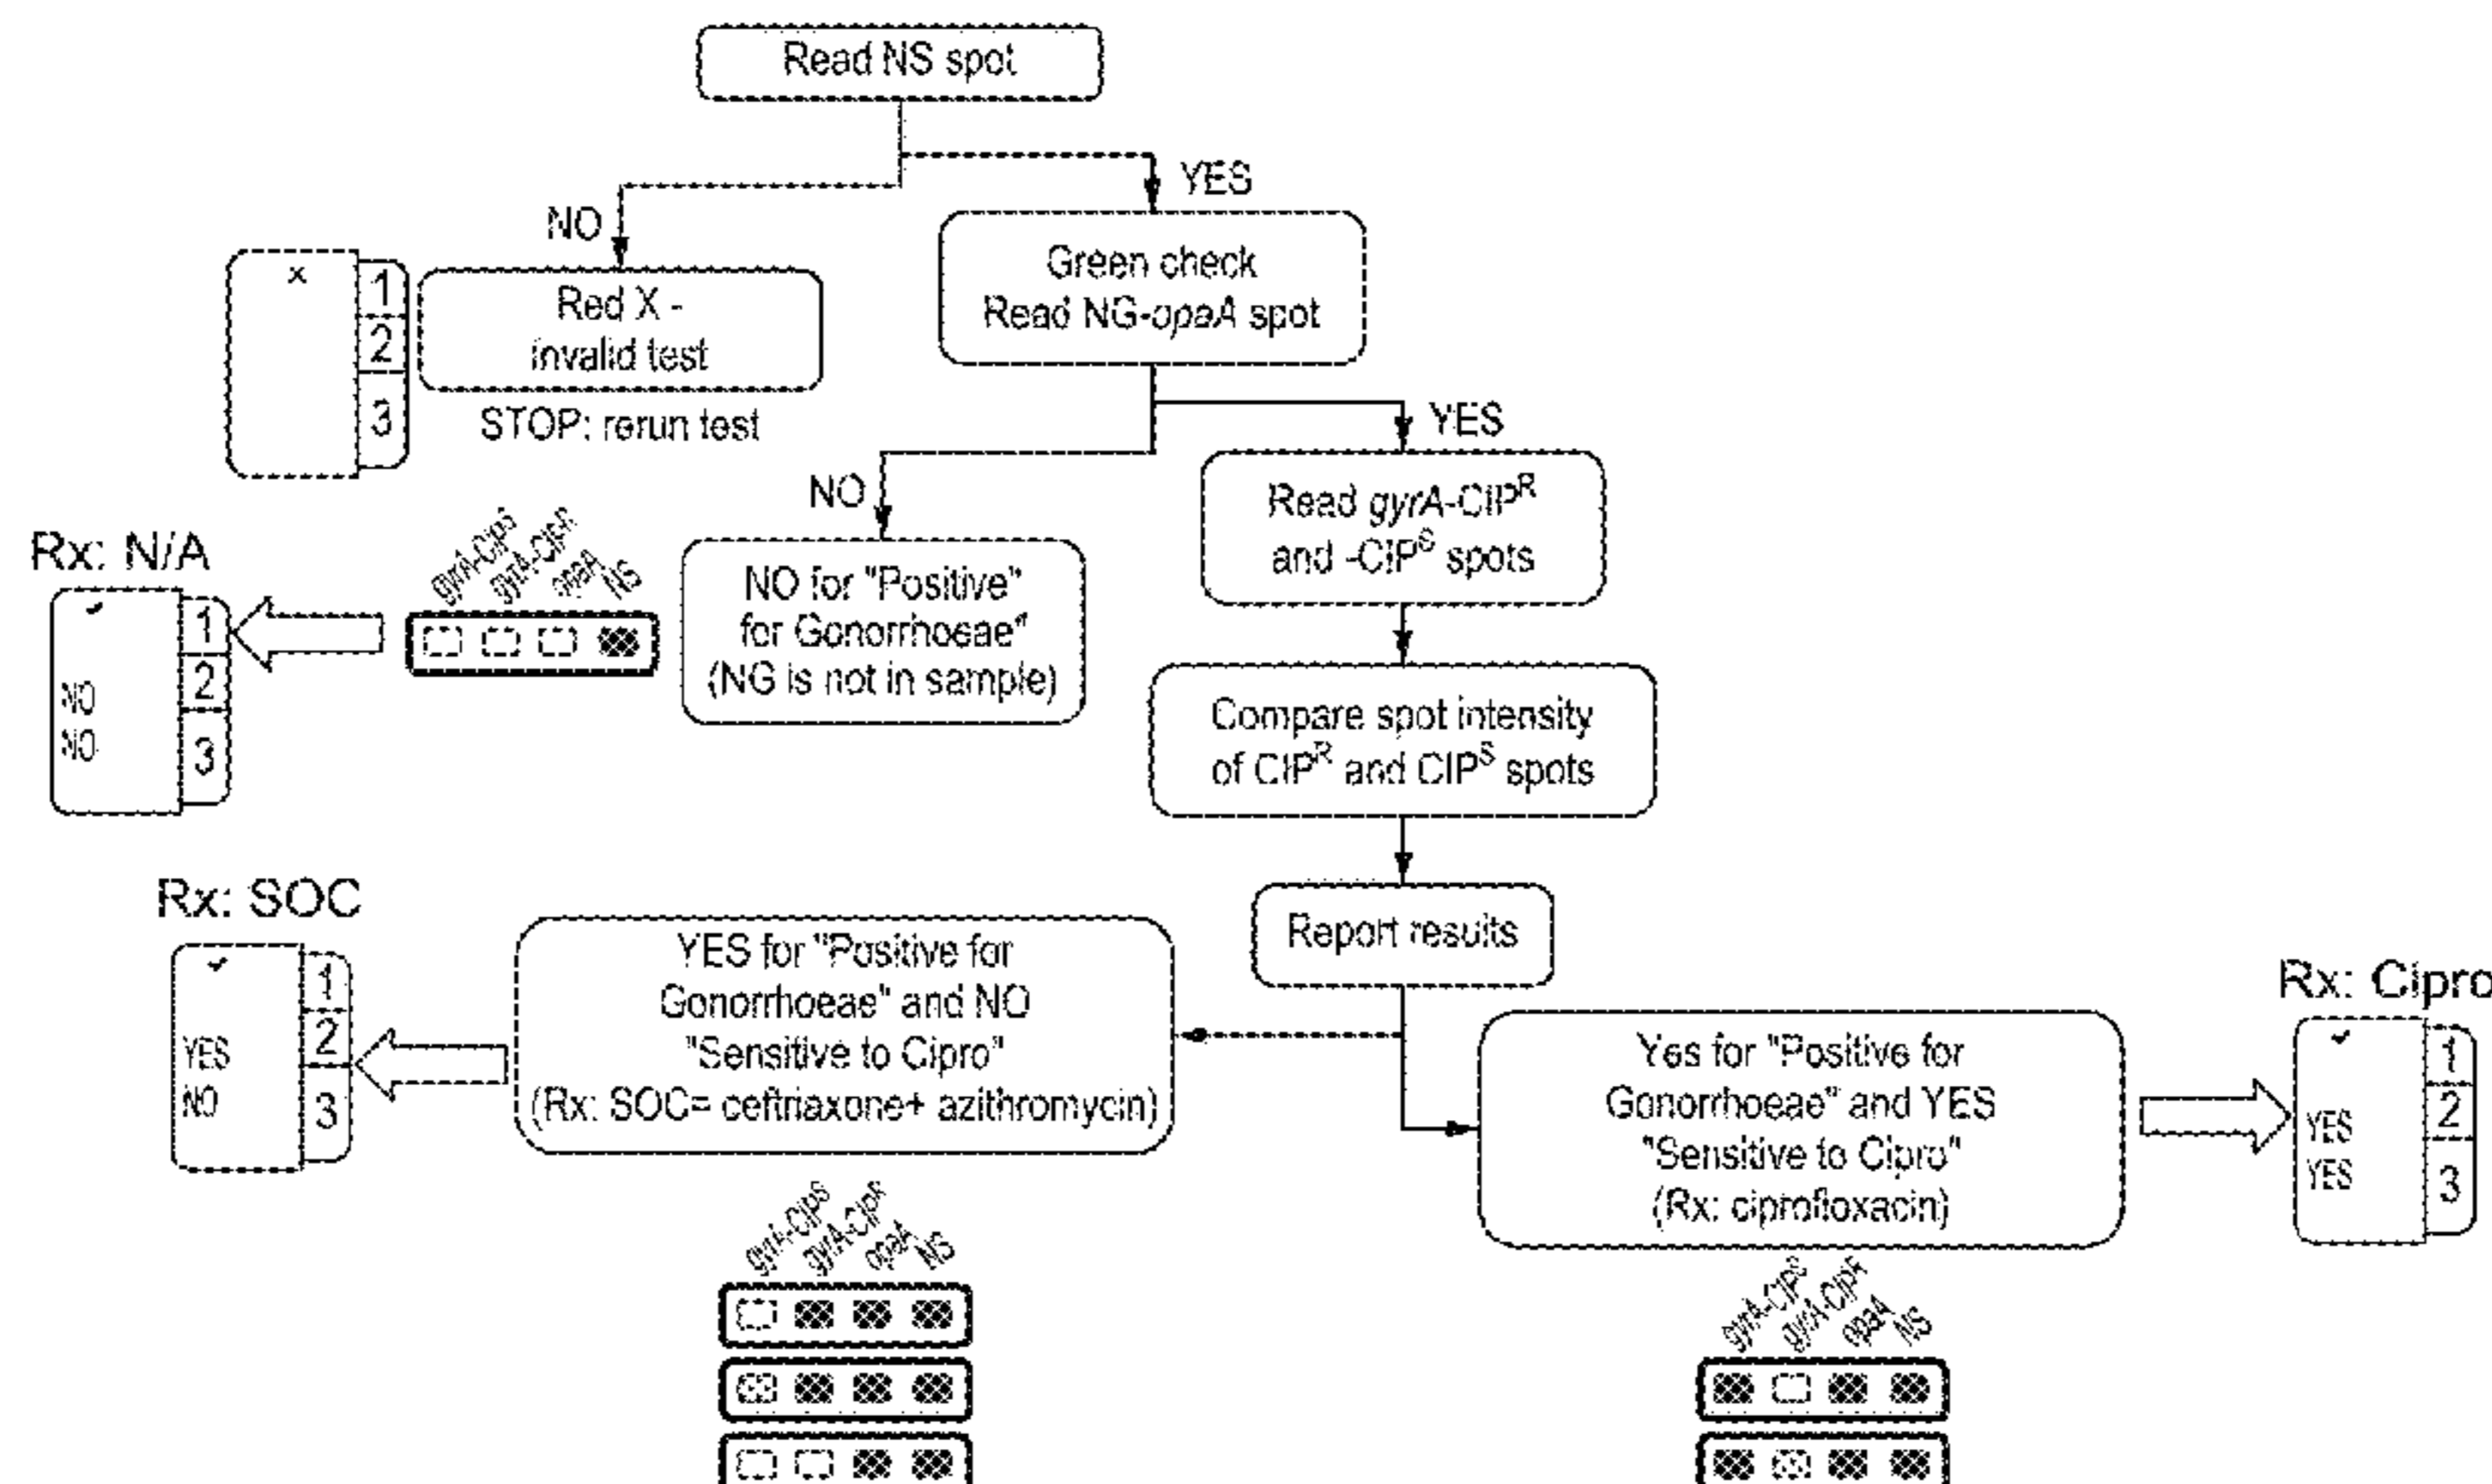 Read NS spot
NO
YES
×
1
2
3
Red X -
invalid test
STOP: rerun test
Green check
Read NG-opaA spot
NO
YES
Rx: N/A
NO
NO
1
2
3
gyrA-CIPS
gyrA-CIPR
opaA
NS
NO for "Positive"
for Gonorrhoeae"
(NG is not in sample)
Read gyrA-CIPR
and -CIPS spots
Compare spot intensity
of CIPR and CIPS spots
Report results
Rx: SOC
YES
NO
1
2
3
YES for "Positive for
Gonorrhoeae" and NO
"Sensitive to Cipro"
(Rx: SOC= ceftriaxone+ azithromycin)
gyrA-CIPS
gyrA-CIPR
opaA
NS
Yes for "Positive for
Gonorrhoeae" and YES
"Sensitive to Cipro"
(Rx: ciprofloxacin)
Rx: Cipro
YES
YES
1
2
3
gyrA-CIPS
gyrA-CIPR
opaA
NS